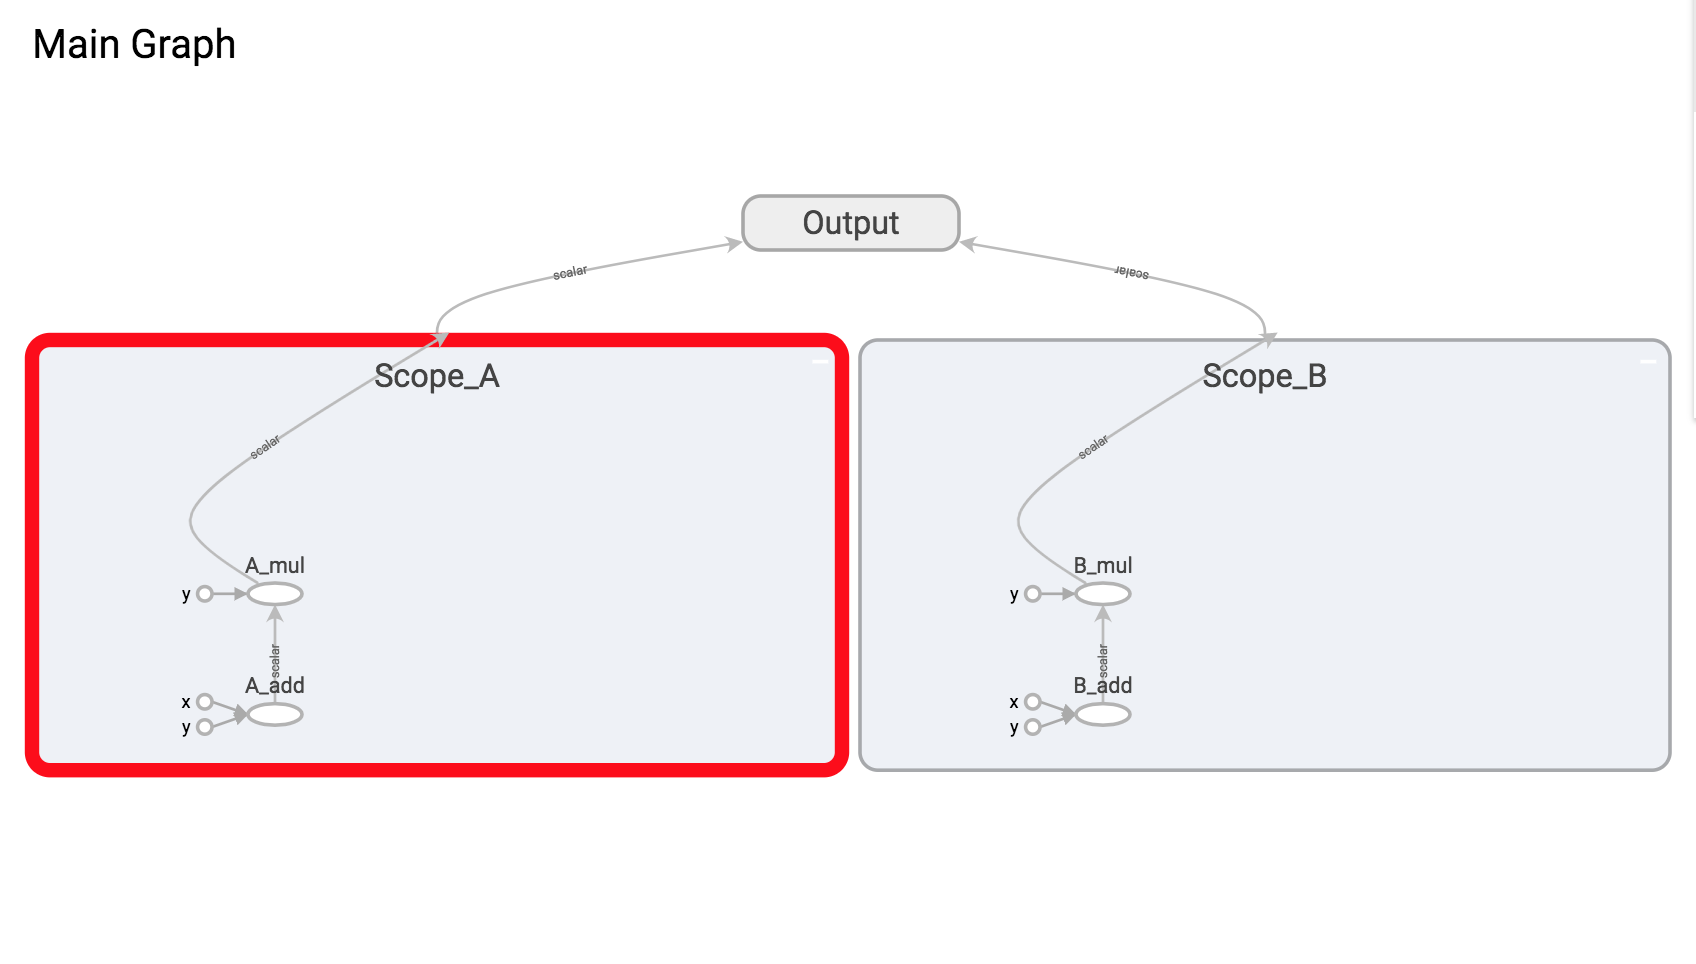 Main Graph
Output
scalar
scalar
Scope_A
Scope_B
scalar
scalar
A_mul
B_mul
y
y
scalar
scalar
A_add
B_add
x
x
y
y